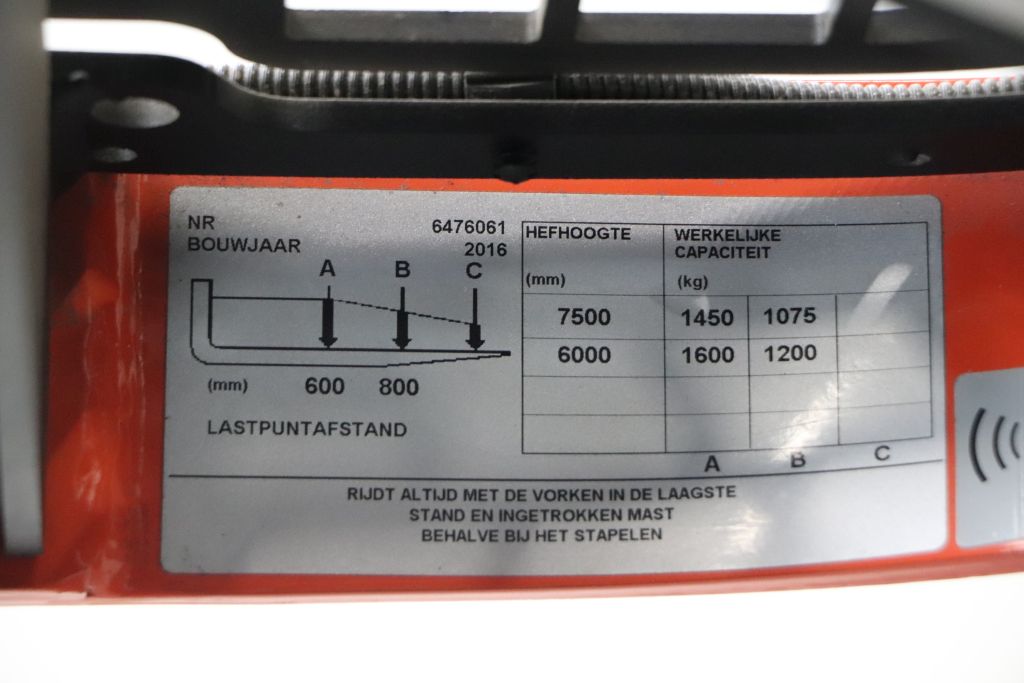 NR 6476061
BOUWJAAR 2016
A B C
(mm) 600 800
LASTPUNTAFSTAND
HEFHOOGTE WERKELIJKE
CAPACITEIT
(mm) (kg)
7500 1450 1075
6000 1600 1200
A B C
RIJDT ALTIJD MET DE VORKEN IN DE LAAGSTE
STAND EN INGETROKKEN MAST
BEHALVE BIJ HET STAPELEN